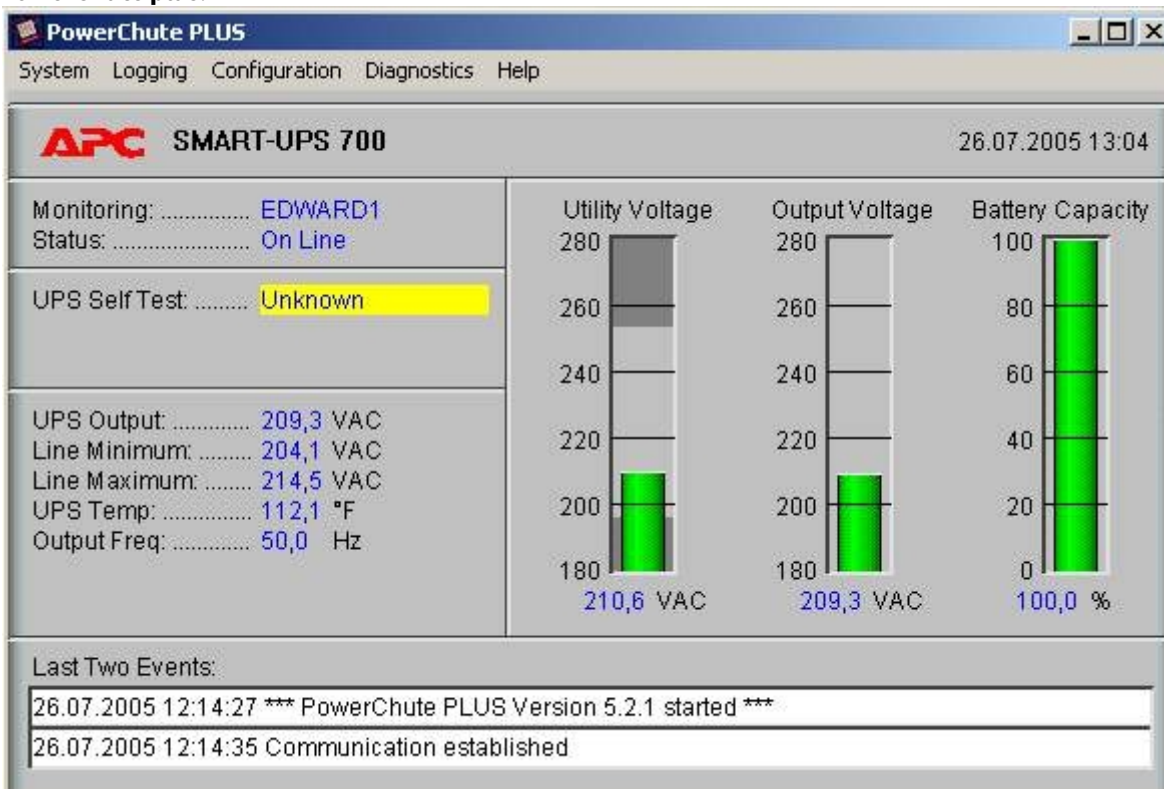 PowerChute PLUS
System Logging Configuration Diagnostics Help
APC SMART-UPS 700 26.07.2005 13:04
Monitoring: ............... EDWARD1
Status: ....................... On Line
UPS Self Test: ......... Unknown
UPS Output: ............. 209,3 VAC
Line Minimum: ......... 204,1 VAC
Line Maximum: ........ 214,5 VAC
UPS Temp: ............... 112,1 °F
Output Freq: ............. 50,0 Hz
Utility Voltage
280
260
240
220
200
180
210,6 VAC
Output Voltage
280
260
240
220
200
180
209,3 VAC
Battery Capacity
100
80
60
40
20
0
100,0 %
Last Two Events:
26.07.2005 12:14:27 *** PowerChute PLUS Version 5.2.1 started ***
26.07.2005 12:14:35 Communication established